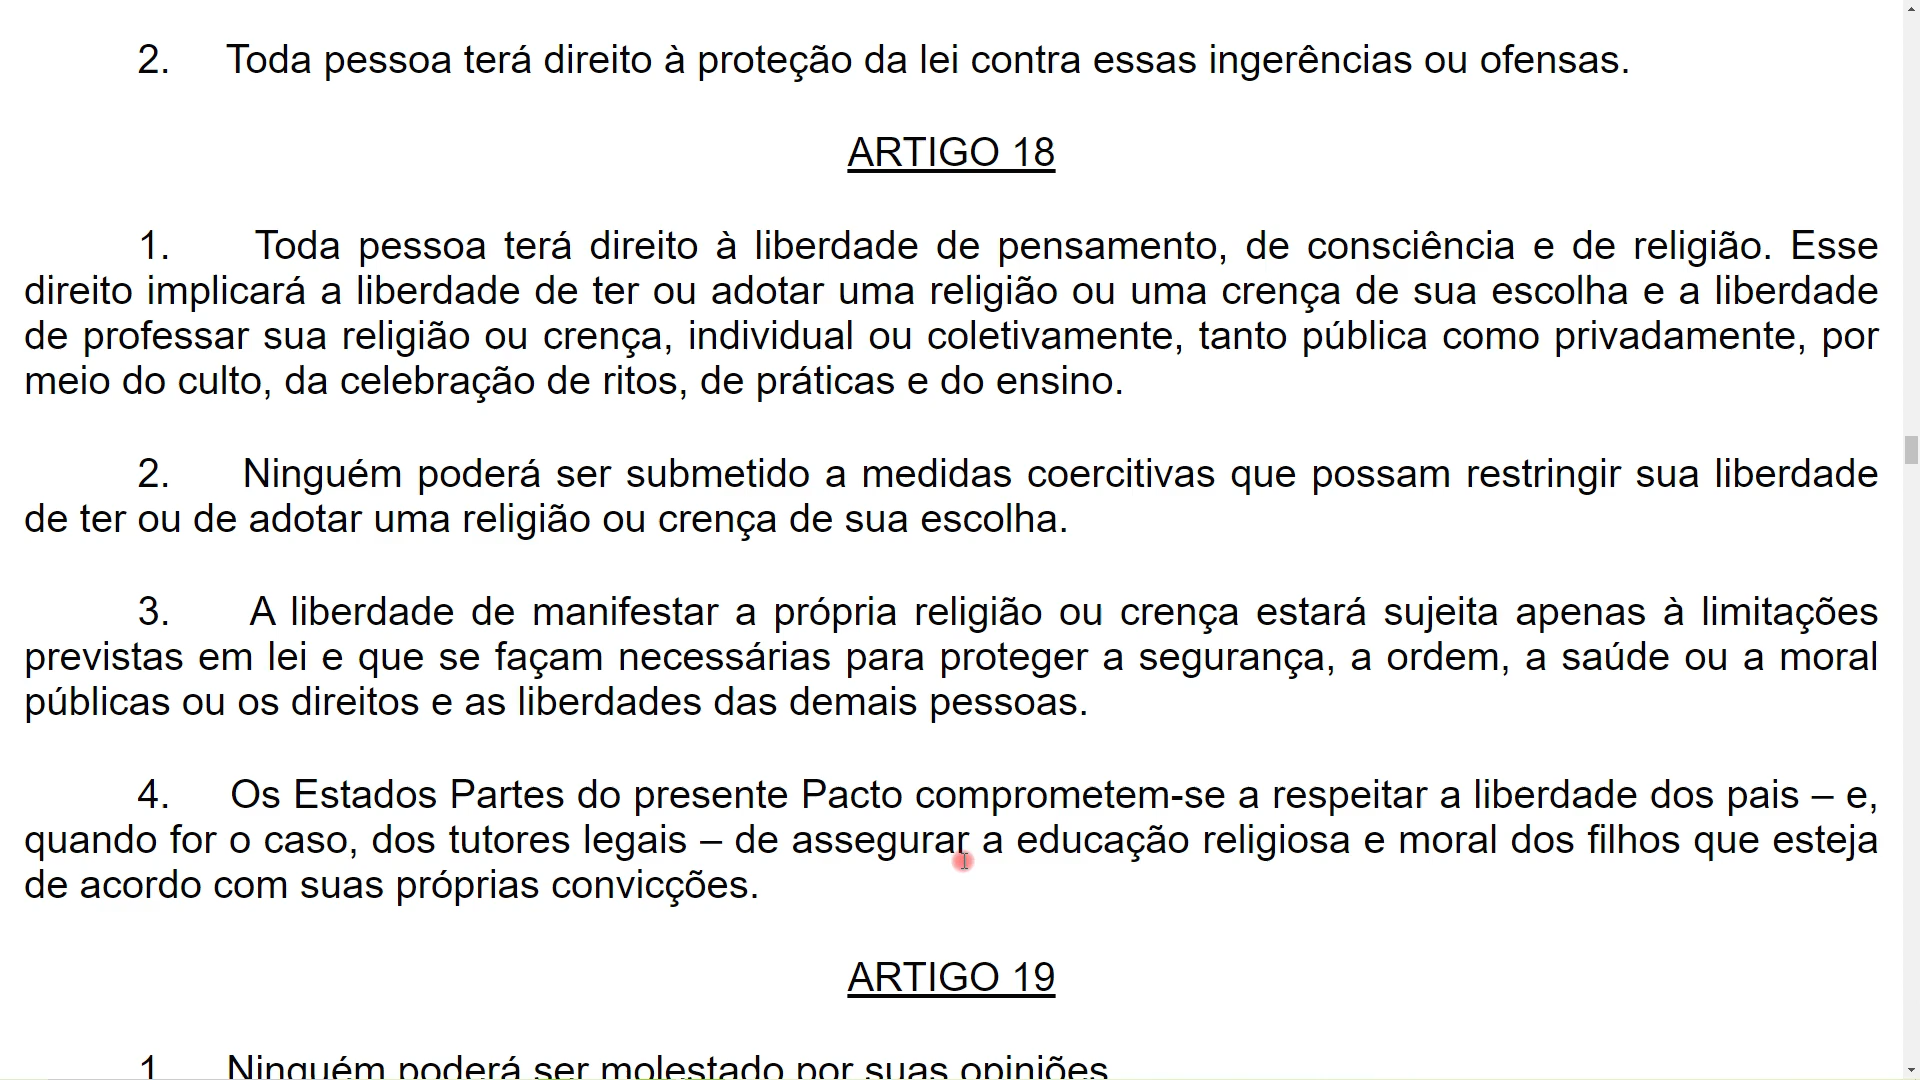 2. Toda pessoa terá direito à proteção da lei contra essas ingerências ou ofensas.
ARTIGO 18
1. Toda pessoa terá direito à liberdade de pensamento, de consciência e de religião. Esse
direito implicará a liberdade de ter ou adotar uma religião ou uma crença de sua escolha e a liberdade
de professar sua religião ou crença, individual ou coletivamente, tanto pública como privadamente, por
meio do culto, da celebração de ritos, de práticas e do ensino.
2. Ninguém poderá ser submetido a medidas coercitivas que possam restringir sua liberdade
de ter ou de adotar uma religião ou crença de sua escolha.
3. A liberdade de manifestar a própria religião ou crença estará sujeita apenas à limitações
previstas em lei e que se façam necessárias para proteger a segurança, a ordem, a saúde ou a moral
públicas ou os direitos e as liberdades das demais pessoas.
4. Os Estados Partes do presente Pacto comprometem-se a respeitar a liberdade dos pais – e,
quando for o caso, dos tutores legais – de assegurar a educação religiosa e moral dos filhos que esteja
de acordo com suas próprias convicções.
ARTIGO 19
1 Ninguém poderá ser molestado por suas opiniões